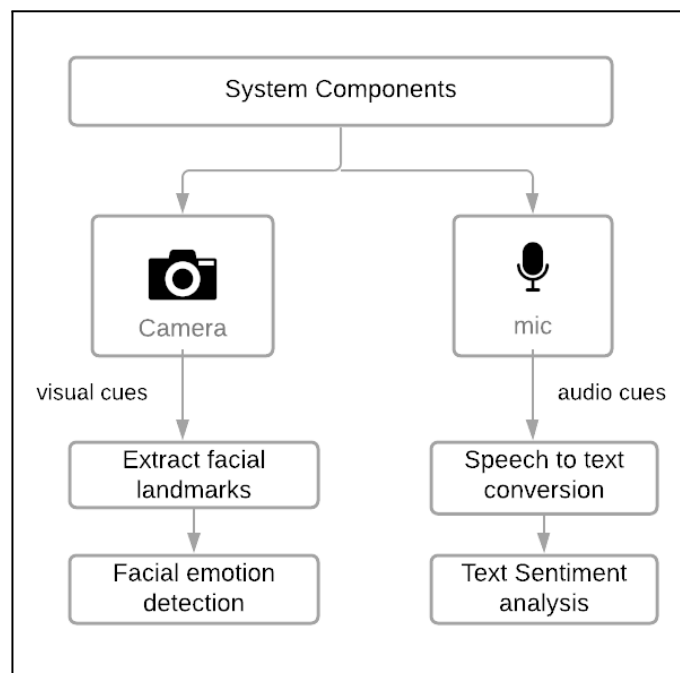 System Components
Camera
mic
visual cues
audio cues
Extract facial
landmarks
Speech to text
conversion
Facial emotion
detection
Text Sentiment
analysis